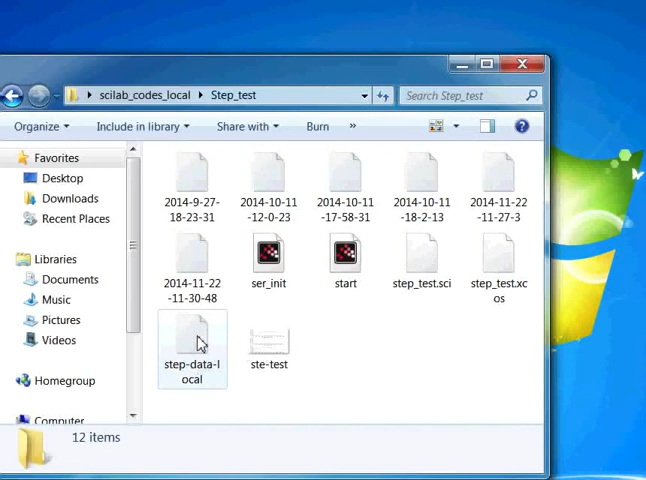 scilab_codes_local Step_test Search Step_test
Organize Include in library Share with Burn »
Favorites
Desktop
Downloads
Recent Places
Libraries
Documents
Music
Pictures
Videos
Homegroup
Computer
2014-9-27-
18-23-31
2014-10-11
-12-0-23
2014-10-11
-17-58-31
2014-10-11
-18-2-13
2014-11-22
-11-27-3
2014-11-22
-11-30-48
ser_init
start
step_test.sci
step_test.xc
os
step-data-l
ocal
ste-test
12 items